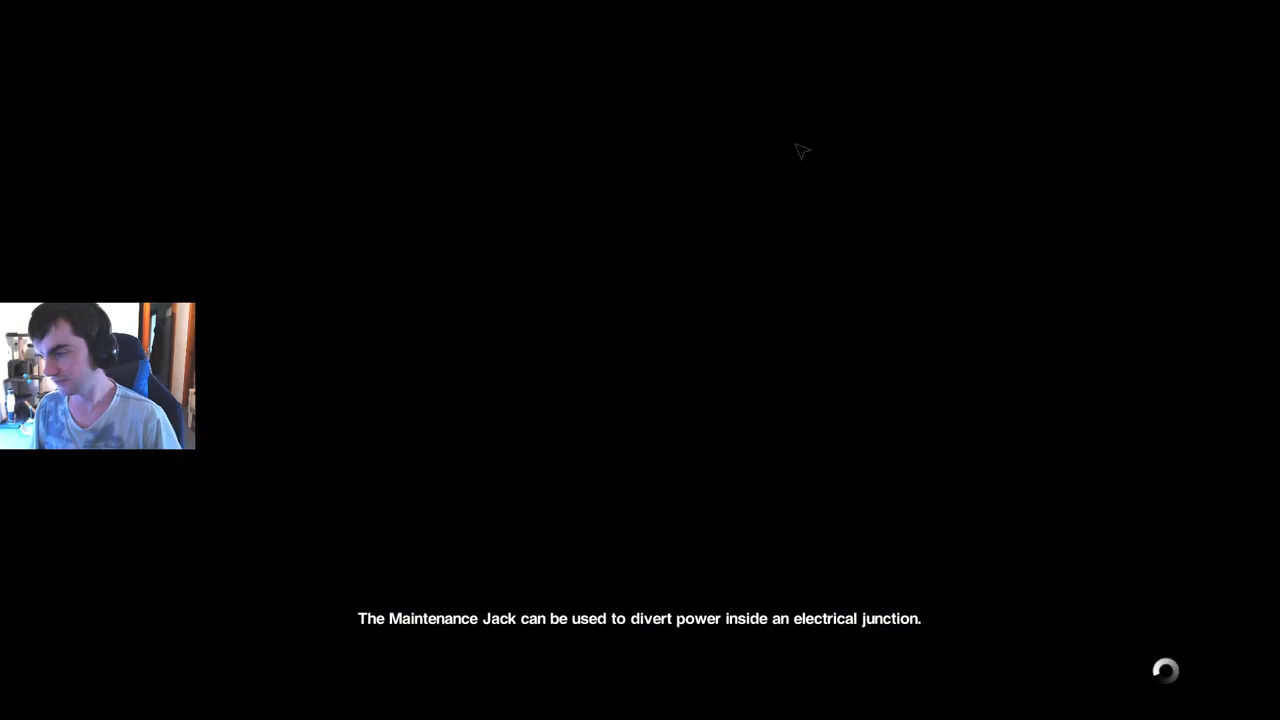 The Maintenance Jack can be used to divert power inside an electrical junction.